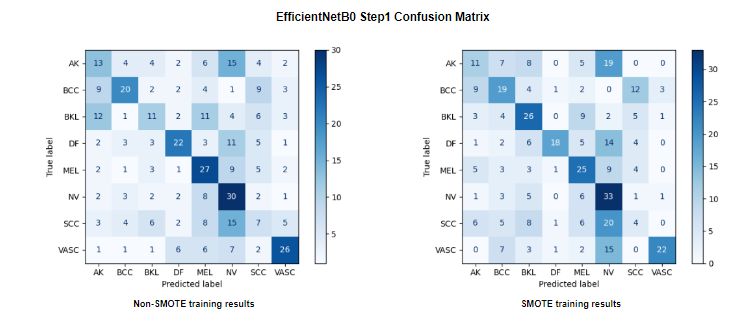 EfficientNetB0 Step1 Confusion Matrix
AK 13 4 4 2 6 15 4 2
BCC 9 20 2 2 4 1 9 3
BKL 12 1 11 2 11 4 6 3
DF 2 3 3 22 3 11 5 1
MEL 2 1 3 1 27 9 5 2
NV 2 3 2 2 8 30 2 1
SCC 3 4 6 2 8 15 7 5
VASC 1 1 1 6 6 7 2 26
AK BCC BKL DF MEL NV SCC VASC
True label
Predicted label
30
25
20
15
10
5
Non-SMOTE training results
AK 11 7 8 0 5 19 0 0
BCC 9 19 4 1 2 0 12 3
BKL 3 4 26 0 9 2 5 1
DF 1 2 6 18 5 14 4 0
MEL 5 3 3 1 25 9 4 0
NV 1 3 5 0 6 33 1 1
SCC 6 5 8 1 6 20 4 0
VASC 0 7 3 1 2 15 0 22
AK BCC BKL DF MEL NV SCC VASC
True label
Predicted label
30
25
20
15
10
5
0
SMOTE training results